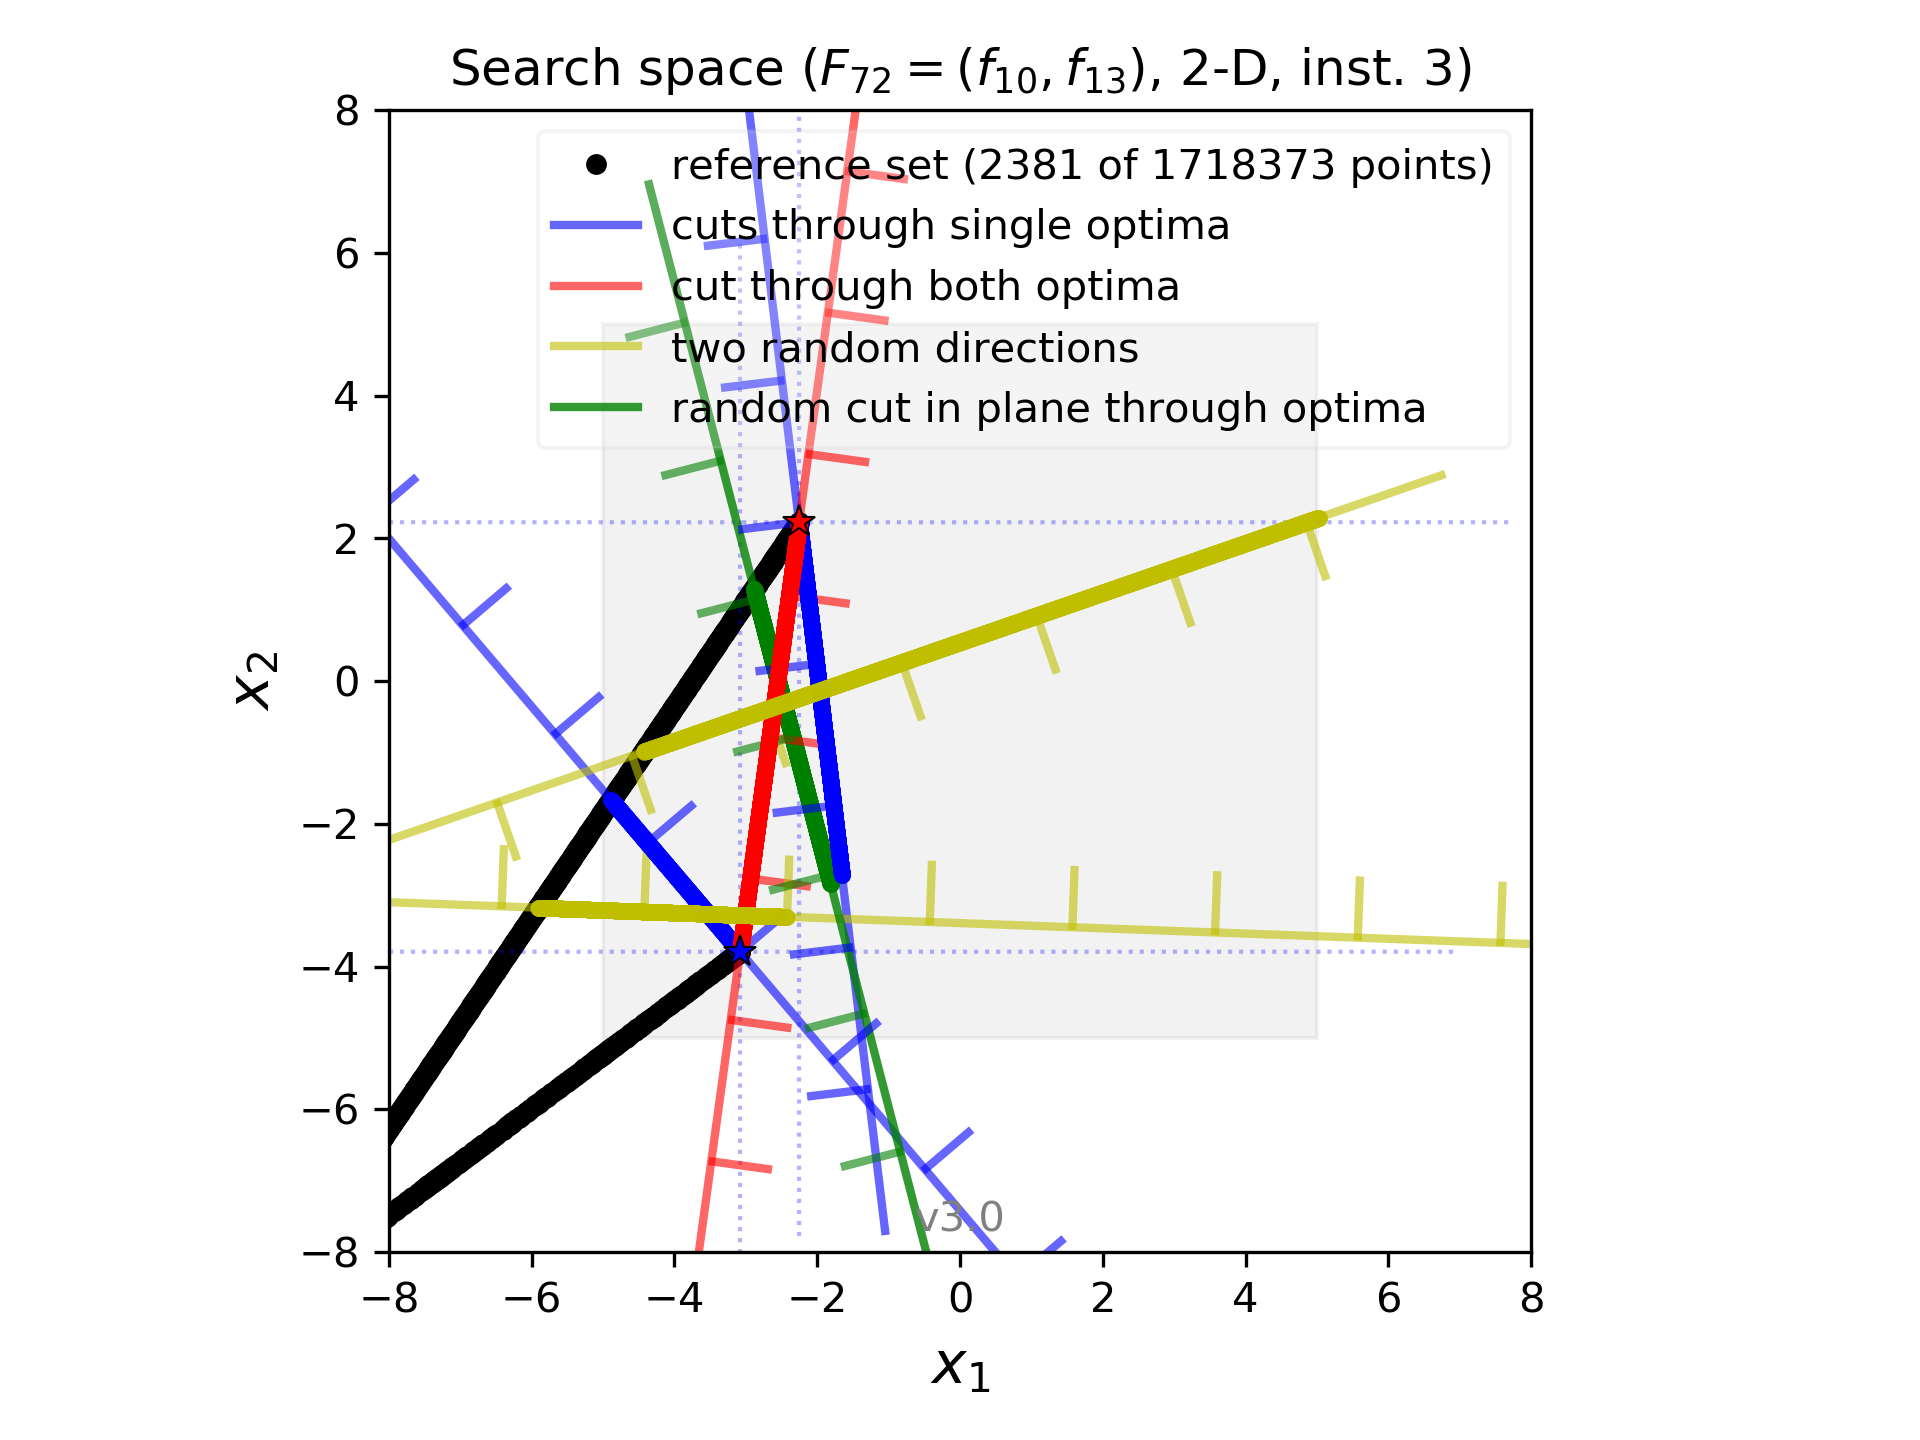 Search space (F72 = (f10, f13), 2-D, inst. 3)
reference set (2381 of 1718373 points)
cuts through single optima
cut through both optima
two random directions
random cut in plane through optima
8
6
4
2
0
−2
−4
−6
−8
x2
v3.0
−8 −6 −4 −2 0 2 4 6 8
x1